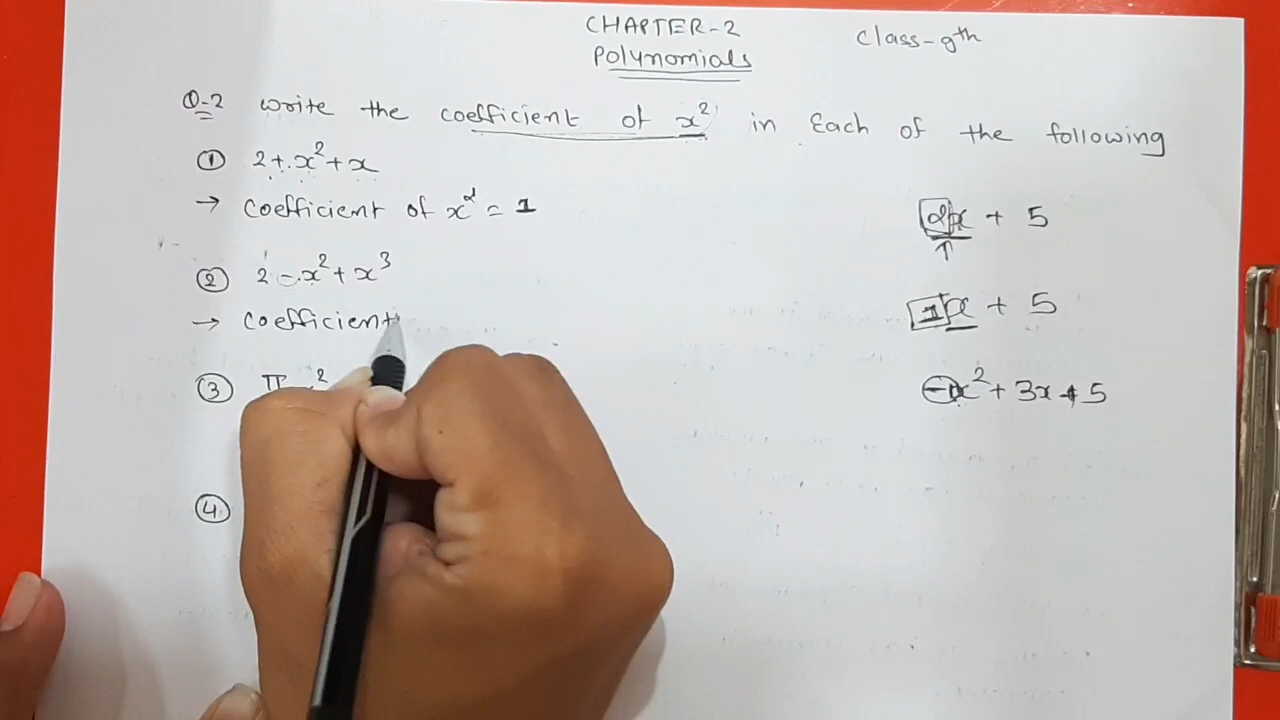 CHAPTER-2
Class-9th
Polynomials
Q-2 write the coefficient of x² in Each of the following
① 2+x²+x
→ coefficient of x² = 1
② 2-x²+x³
→ coefficient
③ π x²
④
2x + 5
↑
1x + 5
-x² + 3x + 5